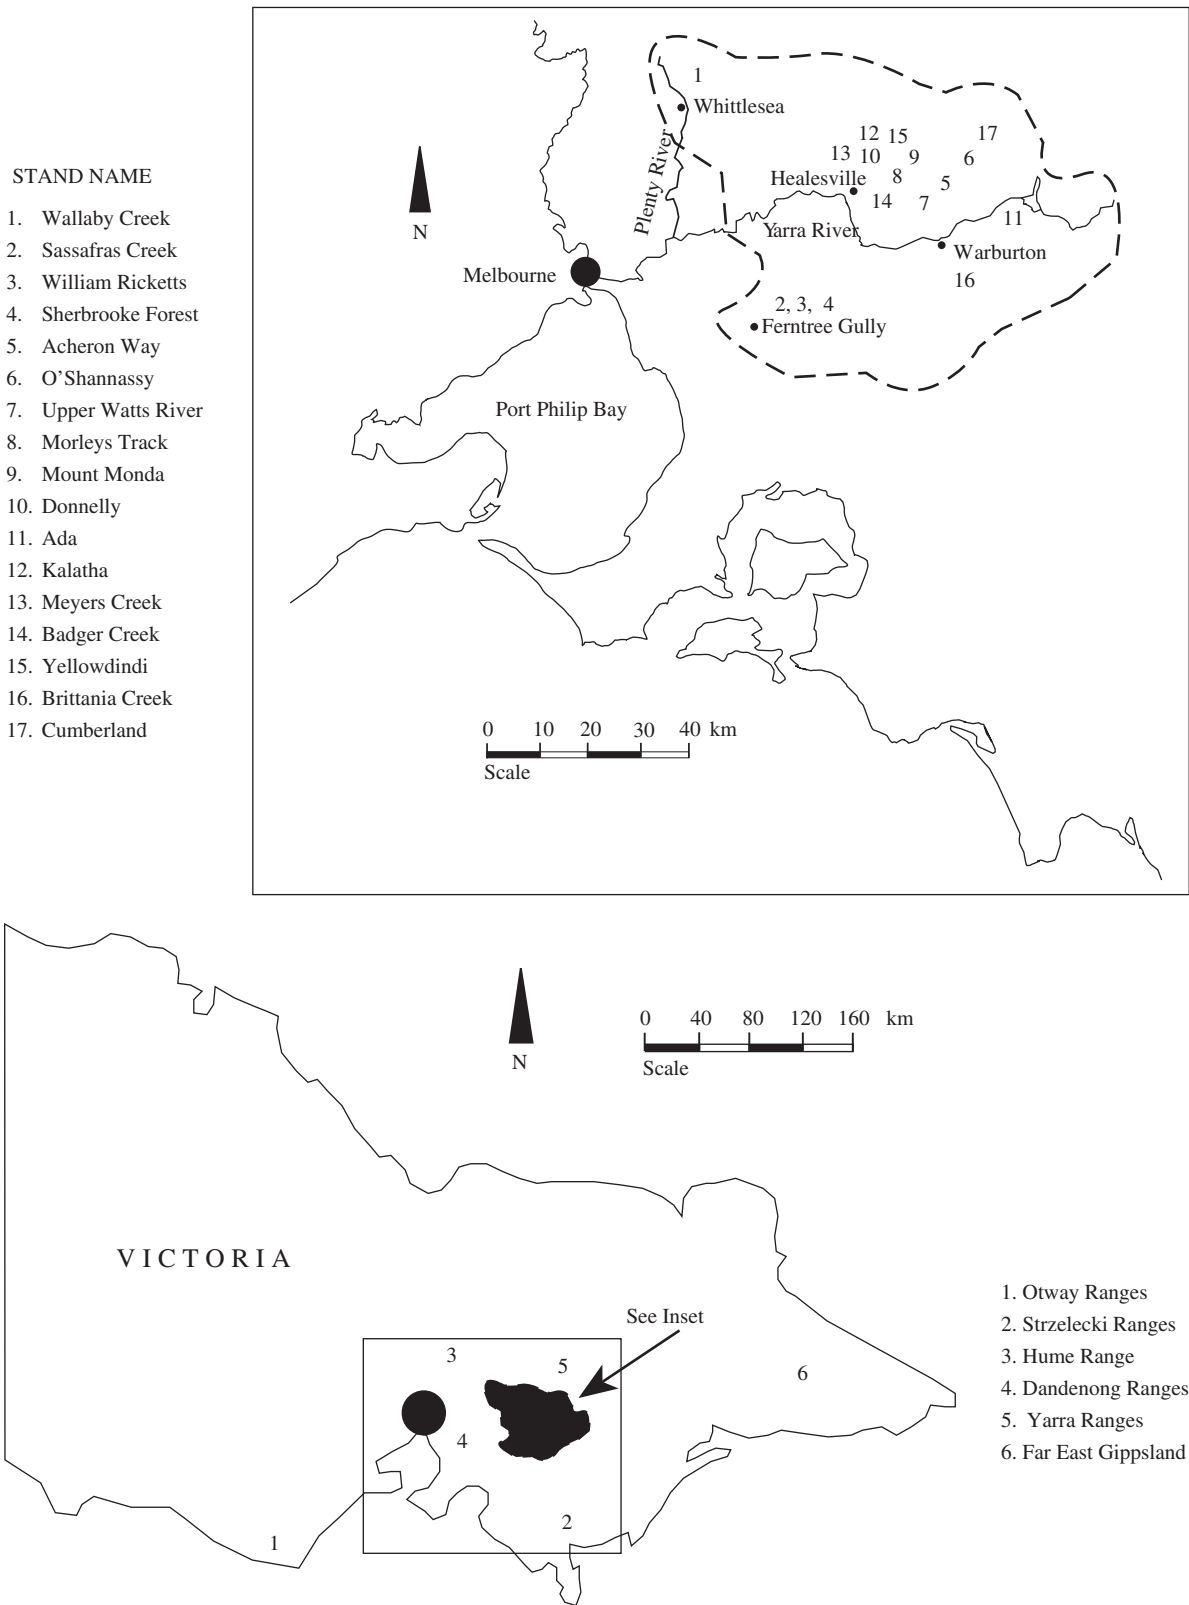 STAND NAME
1. Wallaby Creek
2. Sassafras Creek
3. William Ricketts
4. Sherbrooke Forest
5. Acheron Way
6. O'Shannassy
7. Upper Watts River
8. Morleys Track
9. Mount Monda
10. Donnelly
11. Ada
12. Kalatha
13. Meyers Creek
14. Badger Creek
15. Yellowdindi
16. Brittania Creek
17. Cumberland
1
Whittlesea
Plenty River
12 15 17
13 10 9 6
Healesville 8 5
14 7 11
Yarra River
Warburton
16
N
Melbourne
2, 3, 4
Ferntree Gully
Port Philip Bay
0 10 20 30 40 km
Scale
0 40 80 120 160 km
Scale
N
VICTORIA
See Inset
3
5
6
4
2
1
1. Otway Ranges
2. Strzelecki Ranges
3. Hume Range
4. Dandenong Ranges
5. Yarra Ranges
6. Far East Gippsland